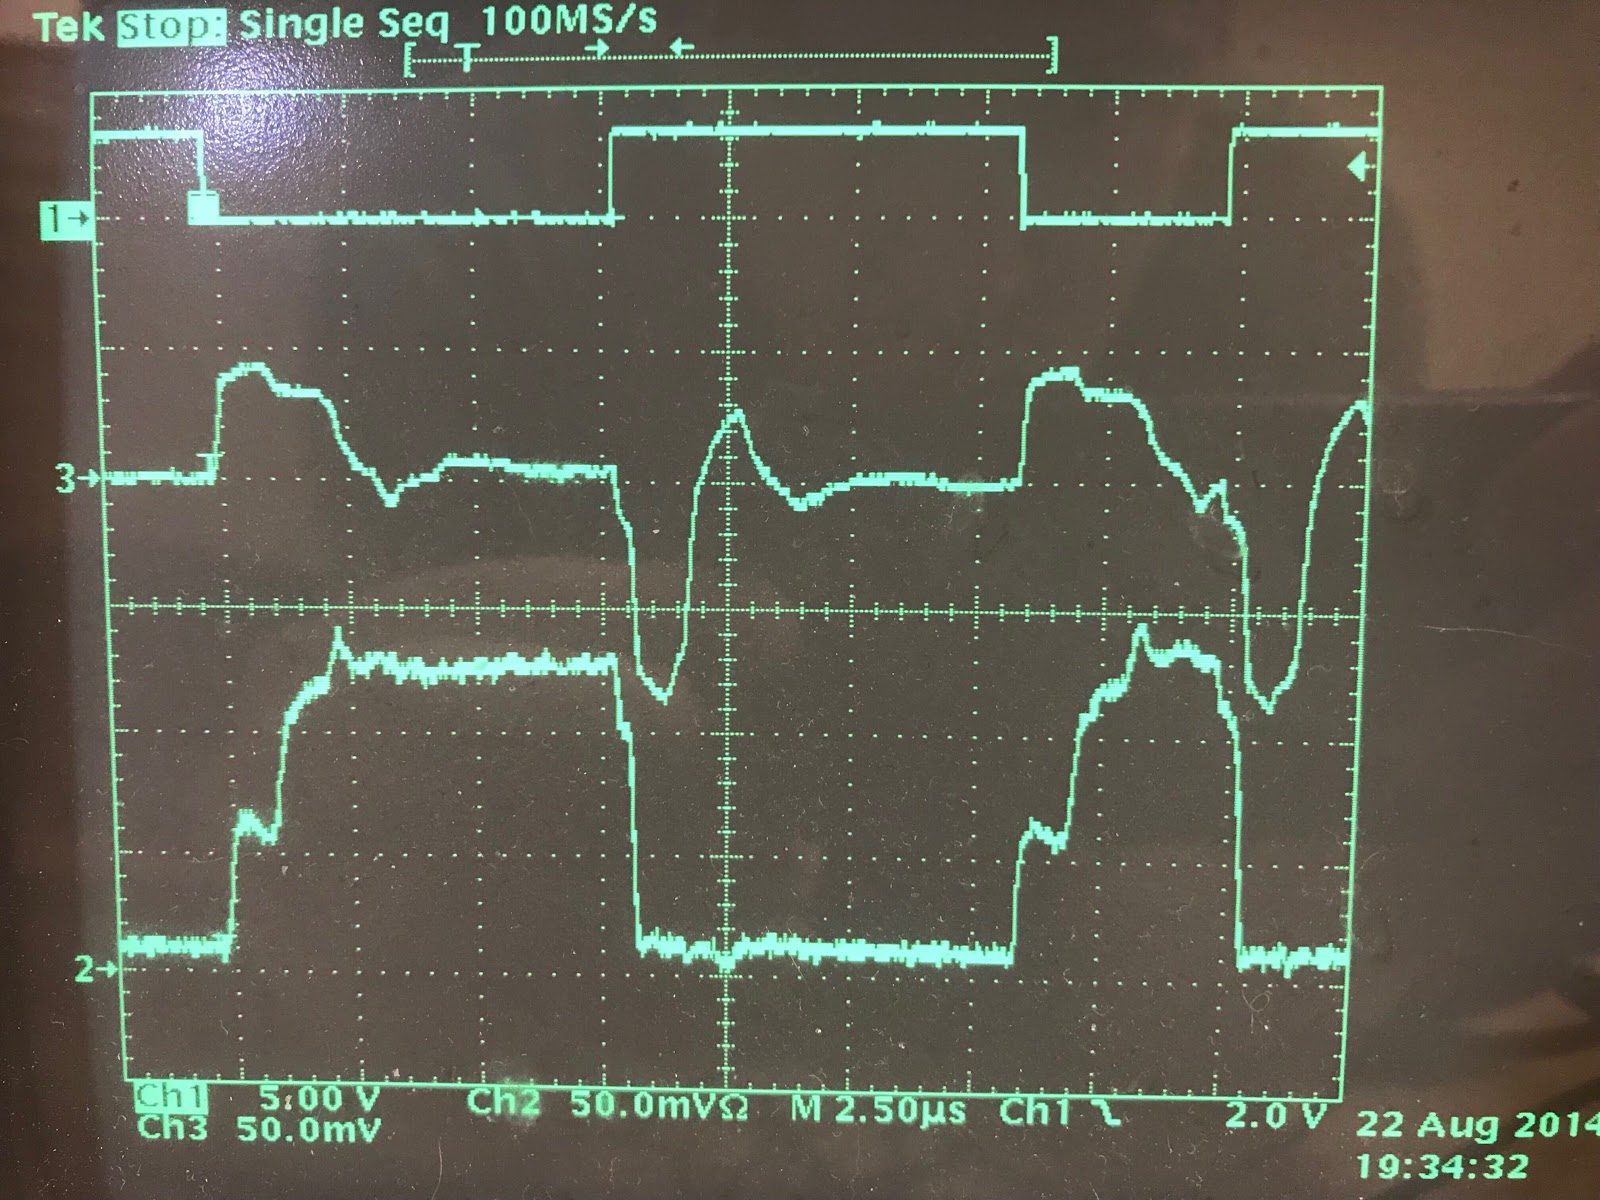 Tek Stop: Single Seq 100MS/s
T
1
3
2
Ch1 5.00 V Ch2 50.0mVΩ M 2.50µs Ch1 2.0 V
Ch3 50.0mV
22 Aug 2014
19:34:32